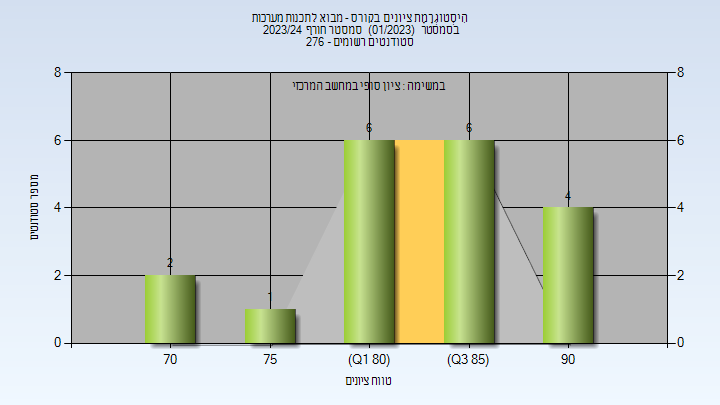 היסטוגרמת ציונים בקורס - מבוא לתכנות מערכות
בסמסטר (01/2023) סמסטר חורף 2023/24
סטודנטים רשומים - 276
במשימה : ציון סופי במחשב המרכזי
8 8
6 6
4 4
2 2
0 0
2 1 6 6 4
מספר סטודנטים
70 75 (Q1 80) (Q3 85) 90
טווח ציונים